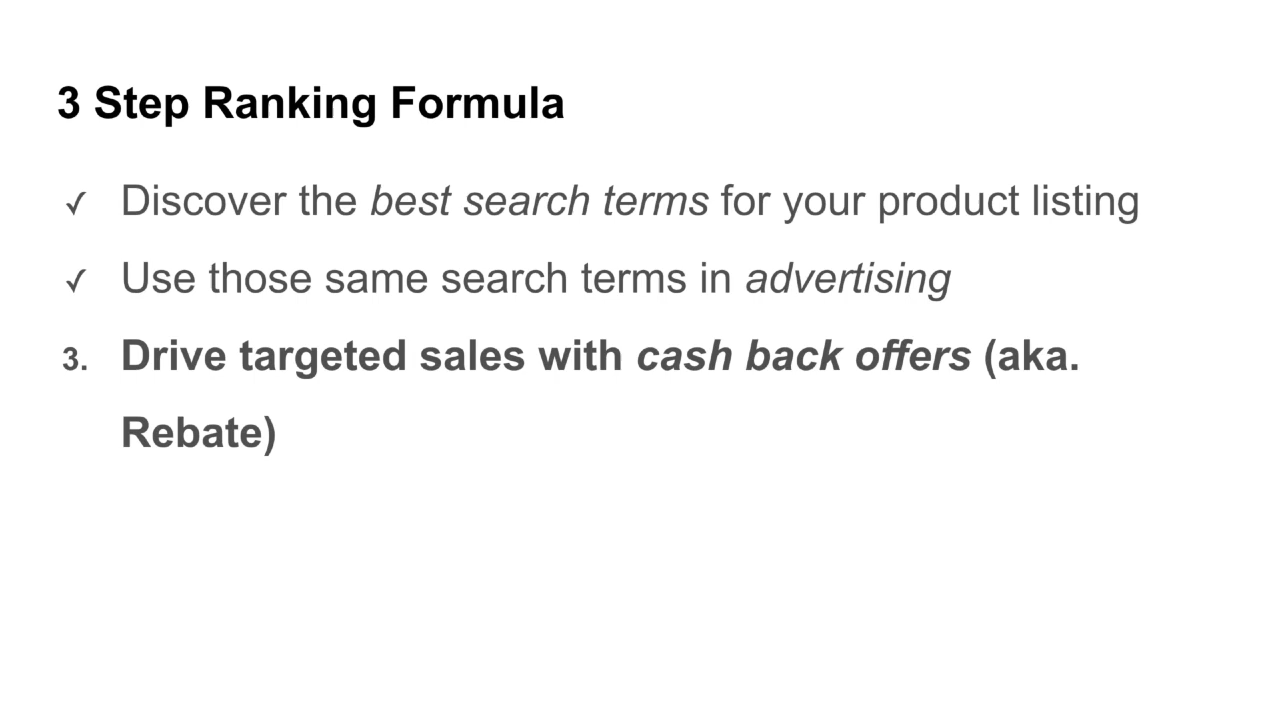 3 Step Ranking Formula
✓ Discover the best search terms for your product listing
✓ Use those same search terms in advertising
3. Drive targeted sales with cash back offers (aka.
Rebate)